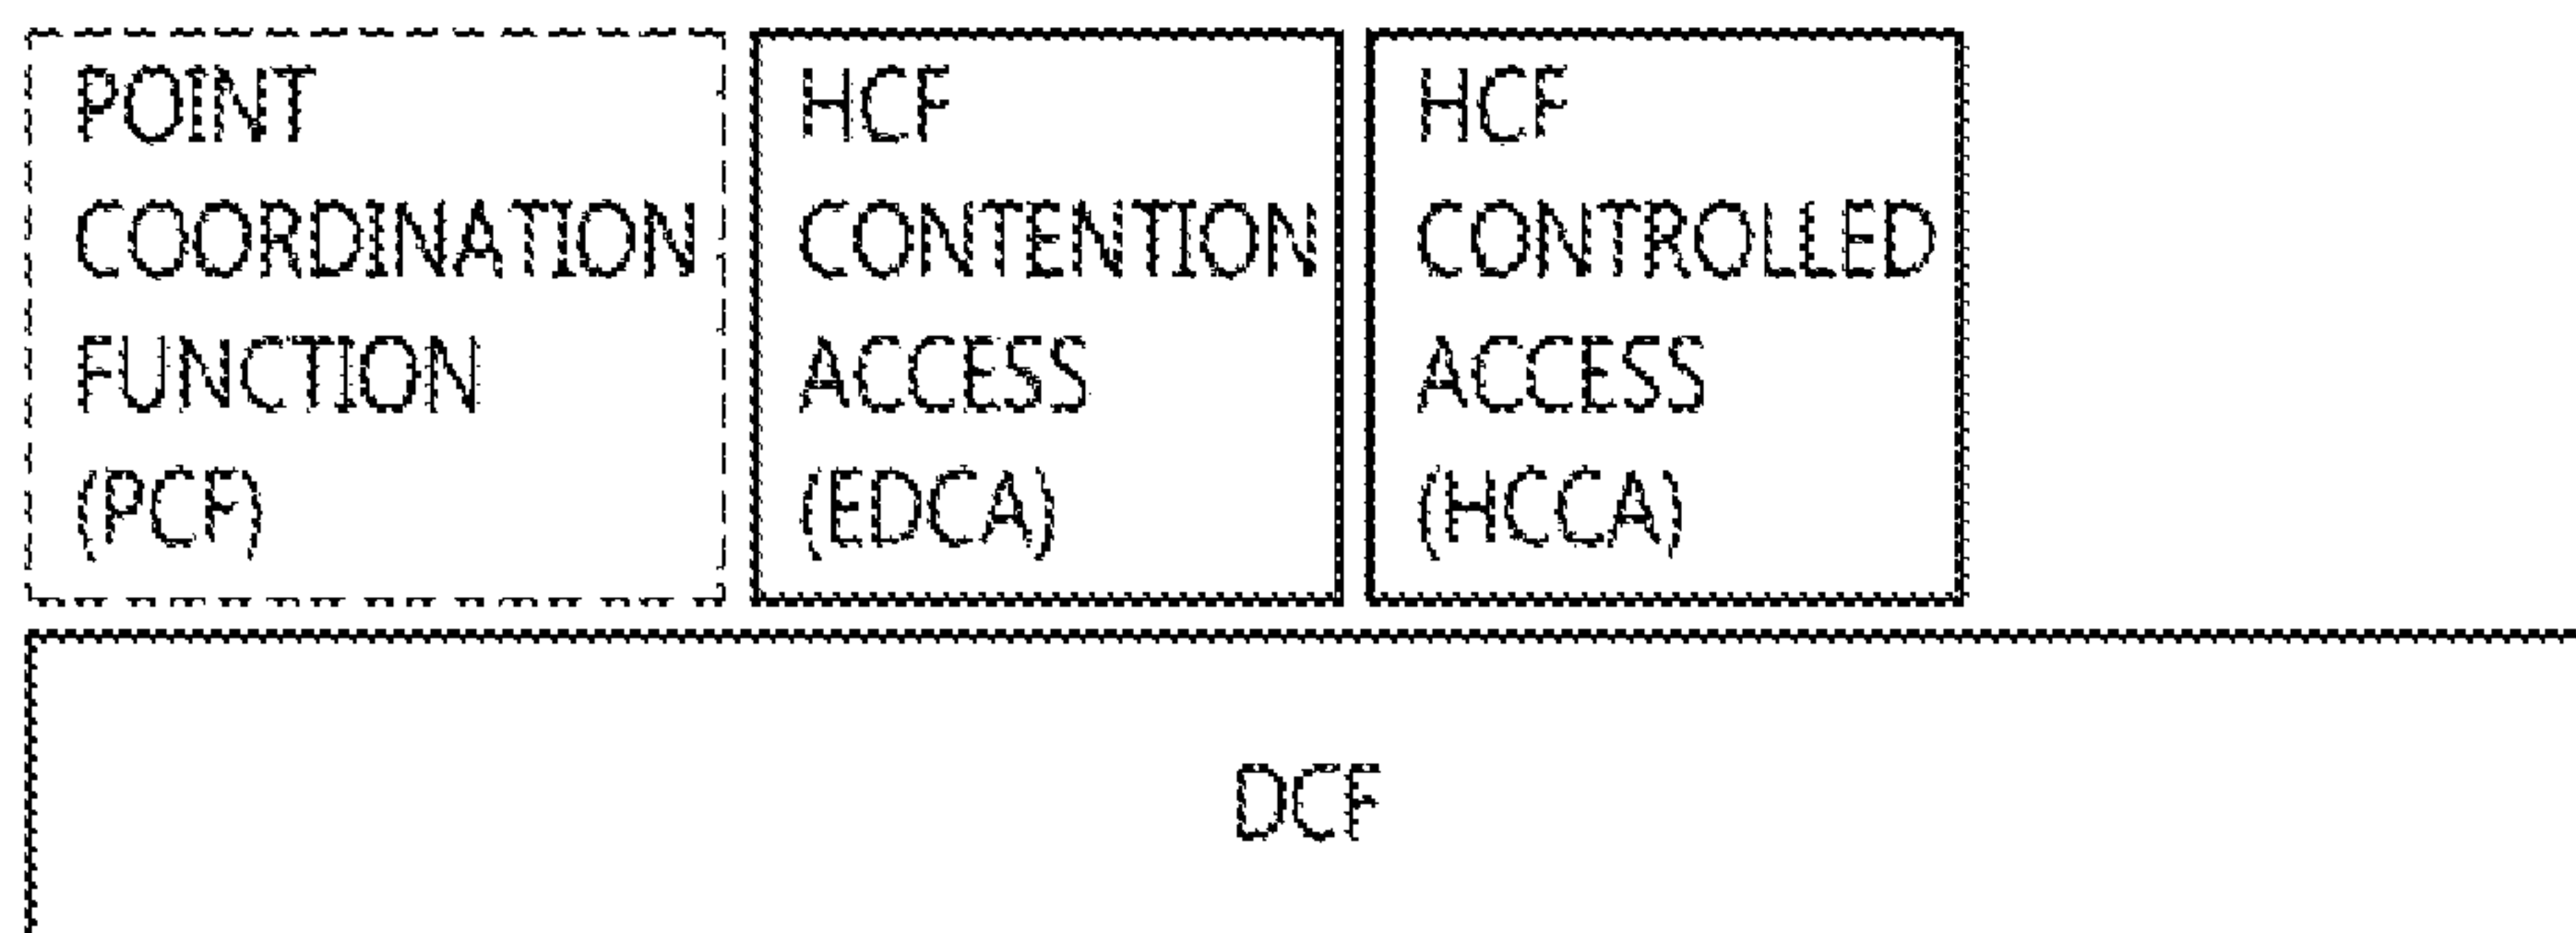 POINT
COORDINATION
FUNCTION
(PCF)
HCF
CONTENTION
ACCESS
(EDCA)
HCF
CONTROLLED
ACCESS
(HCCA)
DCF